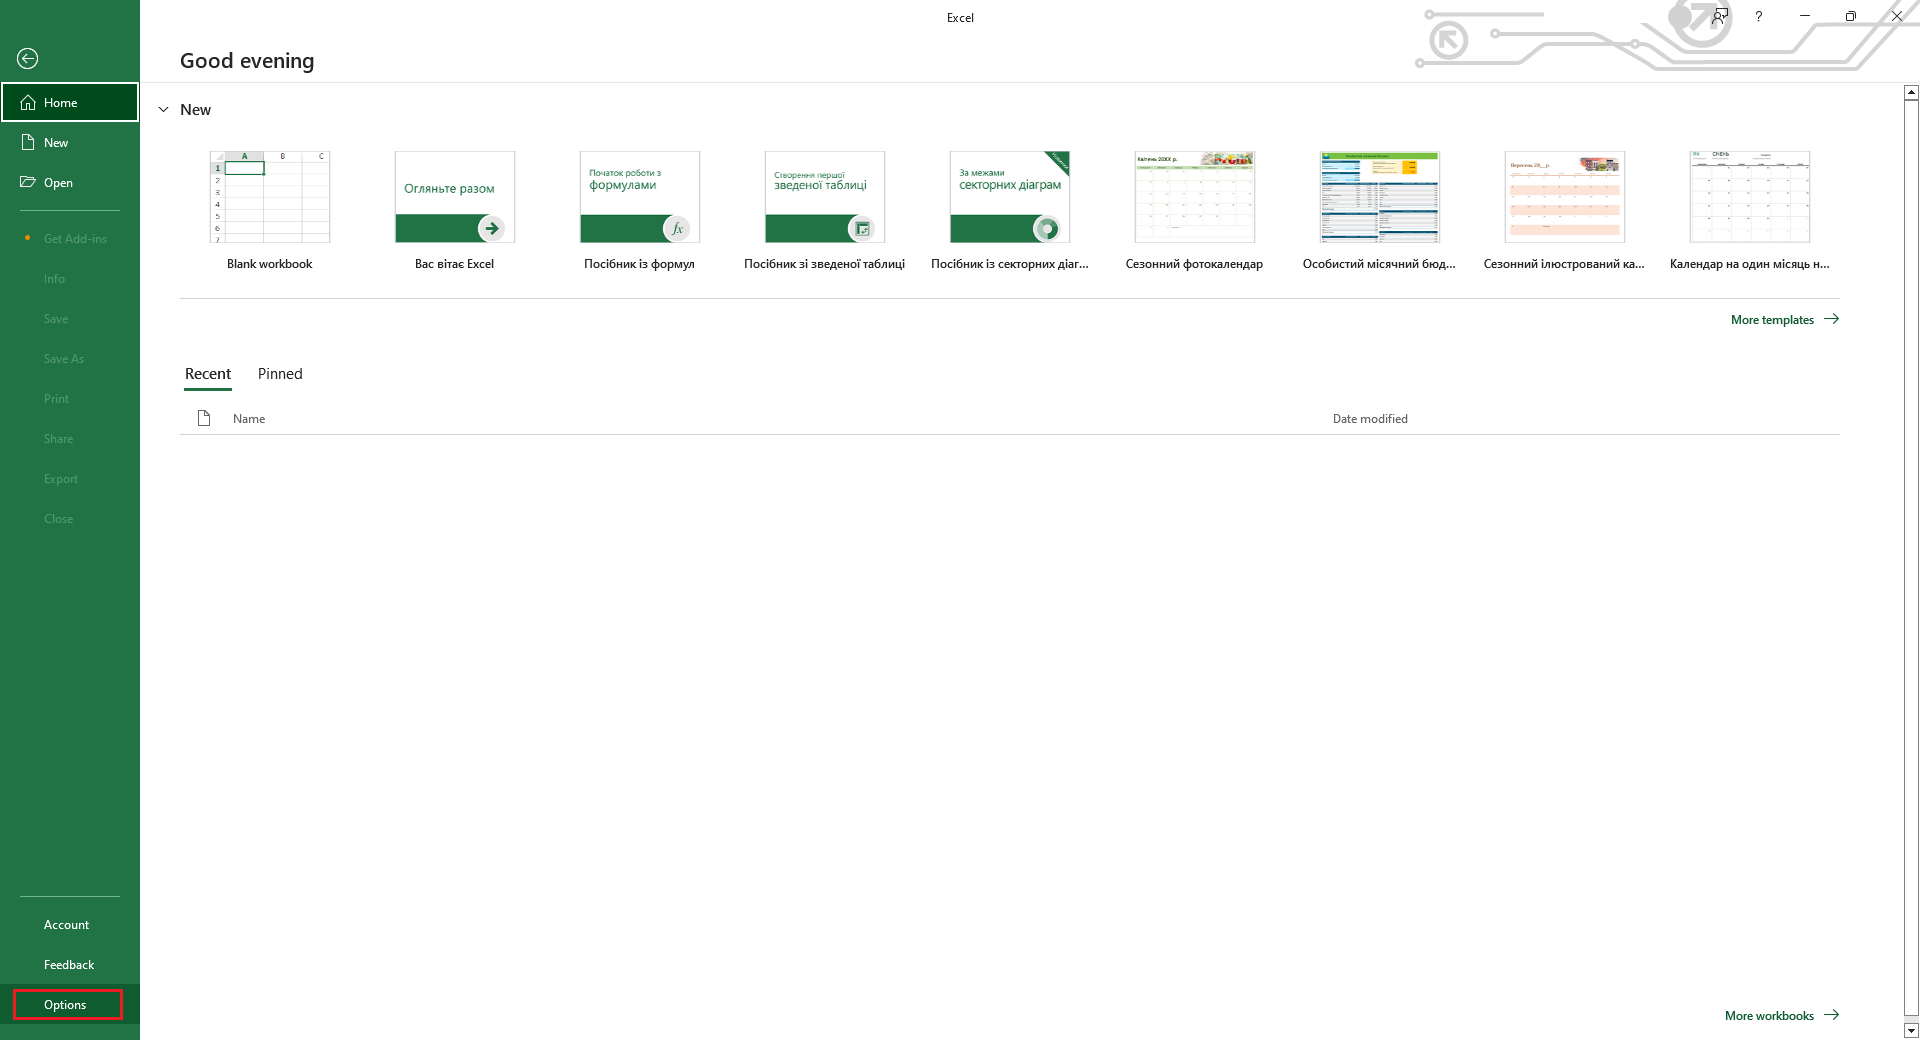 Excel
?
Good evening
Home
New
Open
Get Add-ins
Info
Save
Save As
Print
Share
Export
Close
Account
Feedback
Options
New
A B C
1
2
3
4
5
6
7
Blank workbook
Огляньте разом
Вас вітає Excel
Початок роботи з
формулами
fx
Посібник із формул
Створення першої
зведеної таблиці
Посібник зі зведеної таблиці
За межами
секторних діаграм
Посібник із секторних діаг...
Квітень 20XX р.
Сезонний фотокалендар
Особистий місячний бюд...
Вересень 20__р.
Сезонний ілюстрований ка...
СІЧЕНЬ
Календар на один місяць н...
More templates
Recent Pinned
Name Date modified
More workbooks